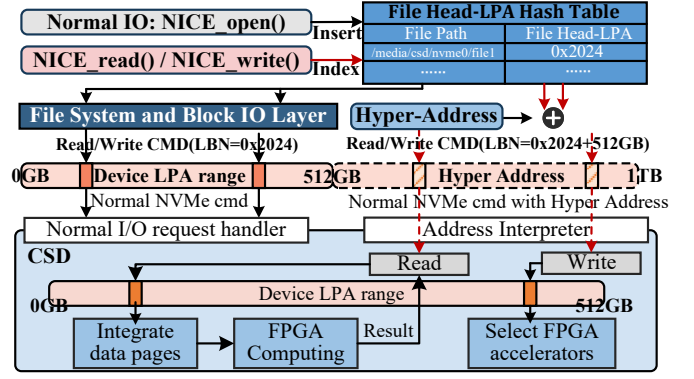 Normal IO: NICE_open()
Insert
File Head-LPA Hash Table
File Path
File Head-LPA
/media/csd/nvme0/file1
0x2024
......
......
NICE_read() / NICE_write()
Index
File System and Block IO Layer
Hyper-Address
Read/Write CMD(LBN=0x2024)
Read/Write CMD(LBN=0x2024+512GB)
0GB
Device LPA range
512GB
Hyper Address
1TB
Normal NVMe cmd
Normal NVMe cmd with Hyper Address
Normal I/O request handler
Address Interpreter
CSD
Read
Write
0GB
Device LPA range
512GB
Integrate
data pages
FPGA
Computing
Result
Select FPGA
accelerators